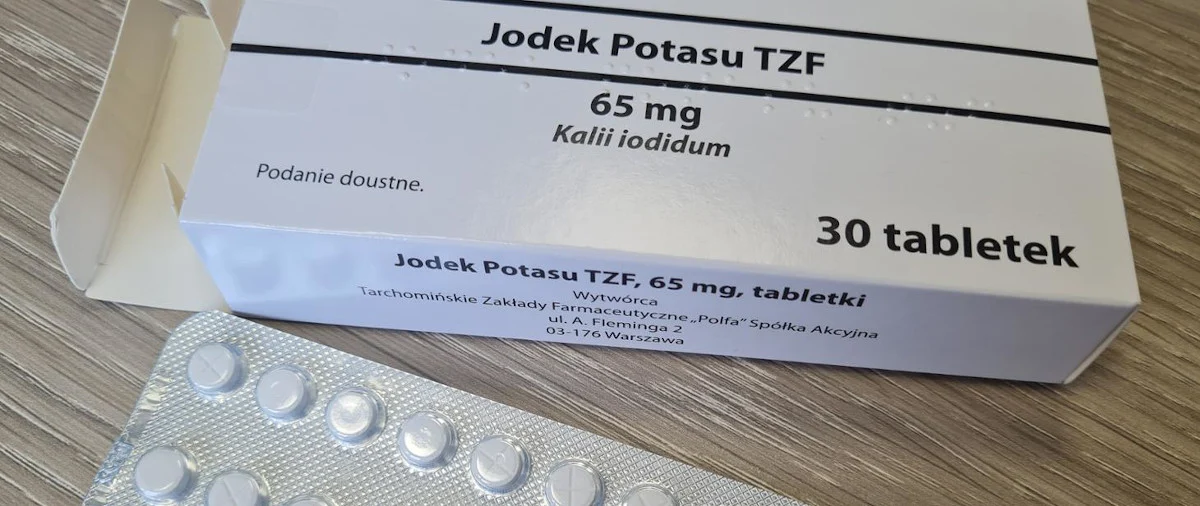 Jodek Potasu TZF
65 mg
Kalii iodidum
Podanie doustne.
30 tabletek
Jodek Potasu TZF, 65 mg, tabletki
Wytwórca
Tarchomińskie Zakłady Farmaceutyczne „Polfa” Spółka Akcyjna
ul. A. Fleminga 2
03-176 Warszawa